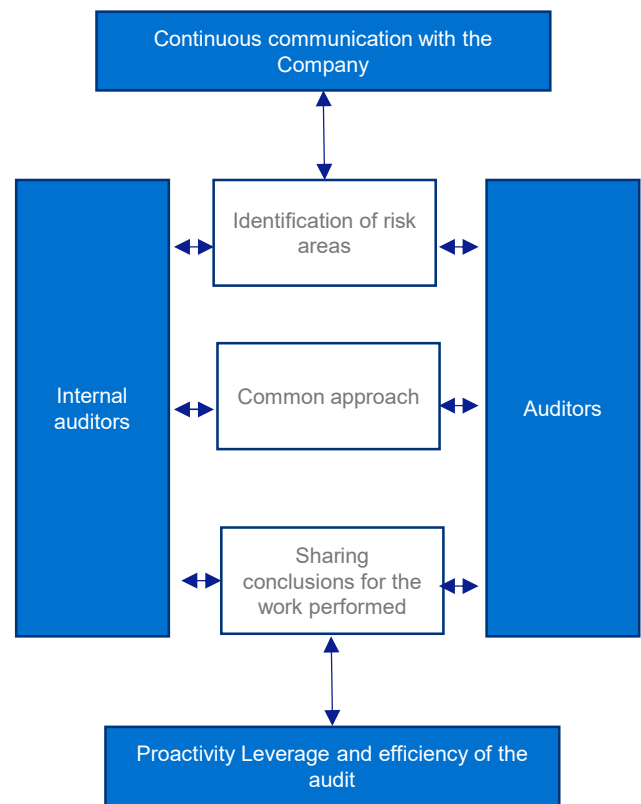 Continuous communication with the
Company
Identification of risk
areas
Internal
auditors
Common approach
Auditors
Sharing
conclusions for the
work performed
Proactivity Leverage and efficiency of the
audit